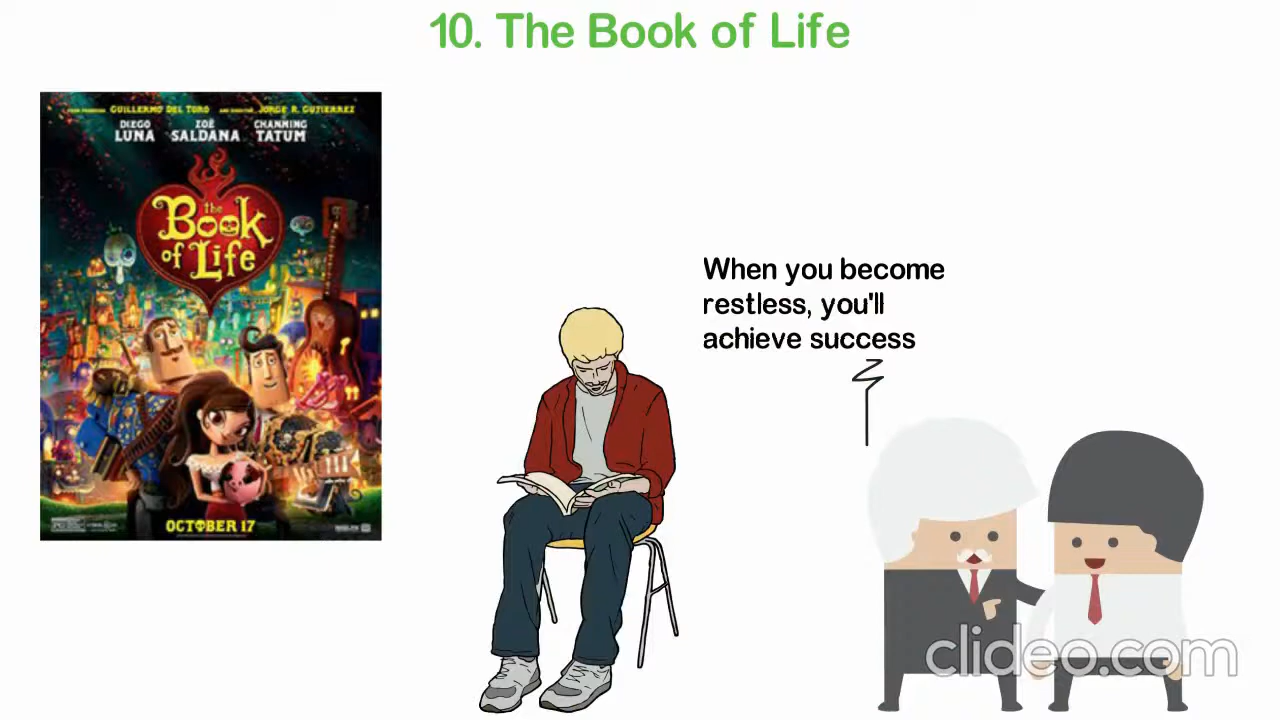 10. The Book of Life
GUILLERMO DEL TORO
JORGE R. GUTIERREZ
DIEGO LUNA
ZOË SALDANA
CHANNING TATUM
the
Book
of Life
OCTOBER 17
When you become
restless, you'll
achieve success
clideo.com